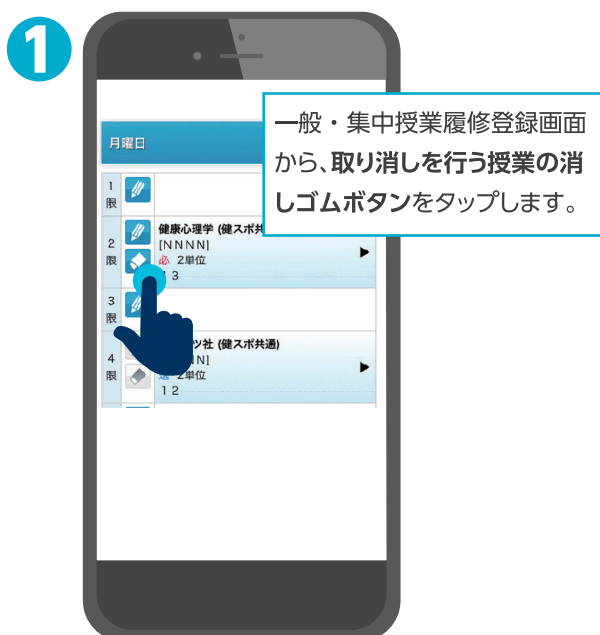 1
一般・集中授業履修登録画面
から、取り消しを行う授業の消
しゴムボタンをタップします。
月曜日
1
限
2
限
健康心理学 (健スポ共
[NNNN]
必 2単位
3
3
限
4
限
ツ社 (健スポ共通)
N]
2単位
12